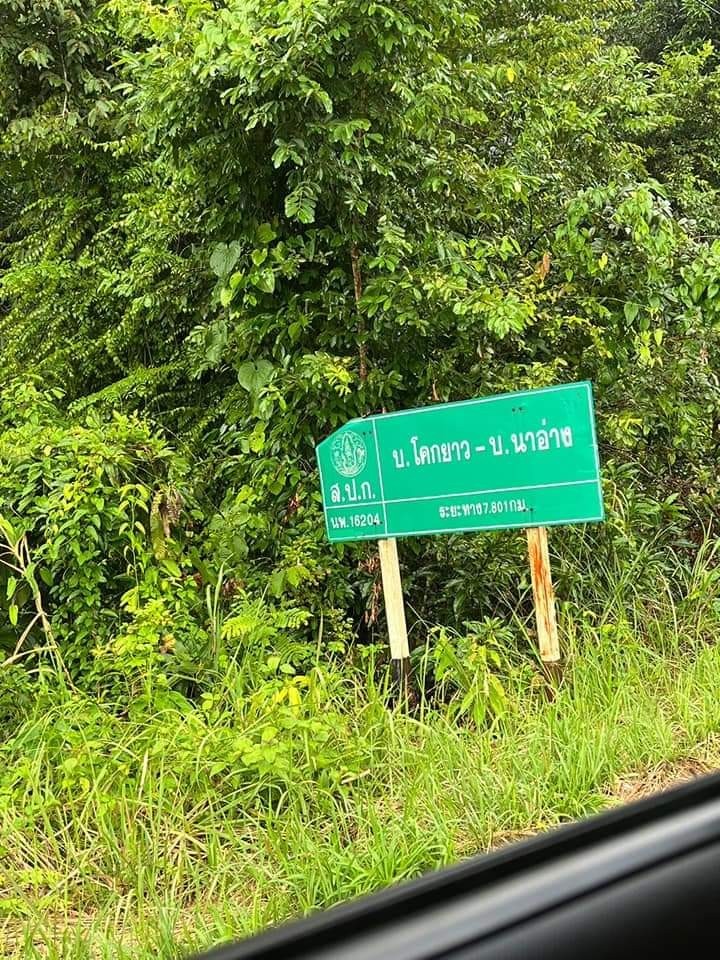 บ.โคกยาว - บ.นาอ่าง
ส.ป.ก.
นพ.16204
ระยะทาง7.801กม.